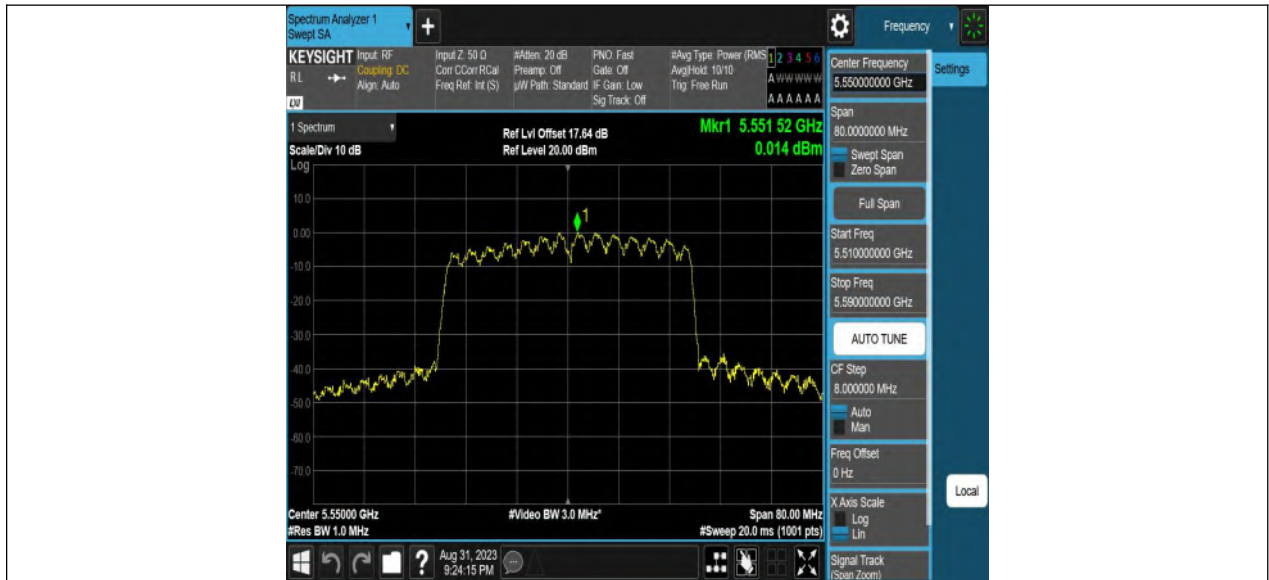 Spectrum Analyzer 1
Swept SA
+
Frequency
KEYSIGHT
RL
LXI
Input: RF
Coupling: DC
Align: Auto
Input Z: 50 Ω
Corr CCorr RCal
Freq Ref: Int (S)
#Atten: 20 dB
Preamp: Off
µW Path: Standard
PNO: Fast
Gate: Off
IF Gain: Low
Sig Track: Off
#Avg Type: Power (RMS
Avg|Hold: 10/10
Trig: Free Run
1 2 3 4 5 6
A W W W W W
A A A A A A
1 Spectrum
Scale/Div 10 dB
Log
Ref Lvl Offset 17.64 dB
Ref Level 20.00 dBm
Mkr1 5.551 52 GHz
0.014 dBm
1
10.0
0.00
-10.0
-20.0
-30.0
-40.0
-50.0
-60.0
-70.0
Center 5.55000 GHz
#Res BW 1.0 MHz
#Video BW 3.0 MHz*
Span 80.00 MHz
#Sweep 20.0 ms (1001 pts)
?
Aug 31, 2023
9:24:15 PM
Center Frequency
5.550000000 GHz
Settings
Span
80.0000000 MHz
Swept Span
Zero Span
Full Span
Start Freq
5.510000000 GHz
Stop Freq
5.590000000 GHz
AUTO TUNE
CF Step
8.000000 MHz
Auto
Man
Freq Offset
0 Hz
X Axis Scale
Log
Lin
Local
Signal Track
(Span Zoom)